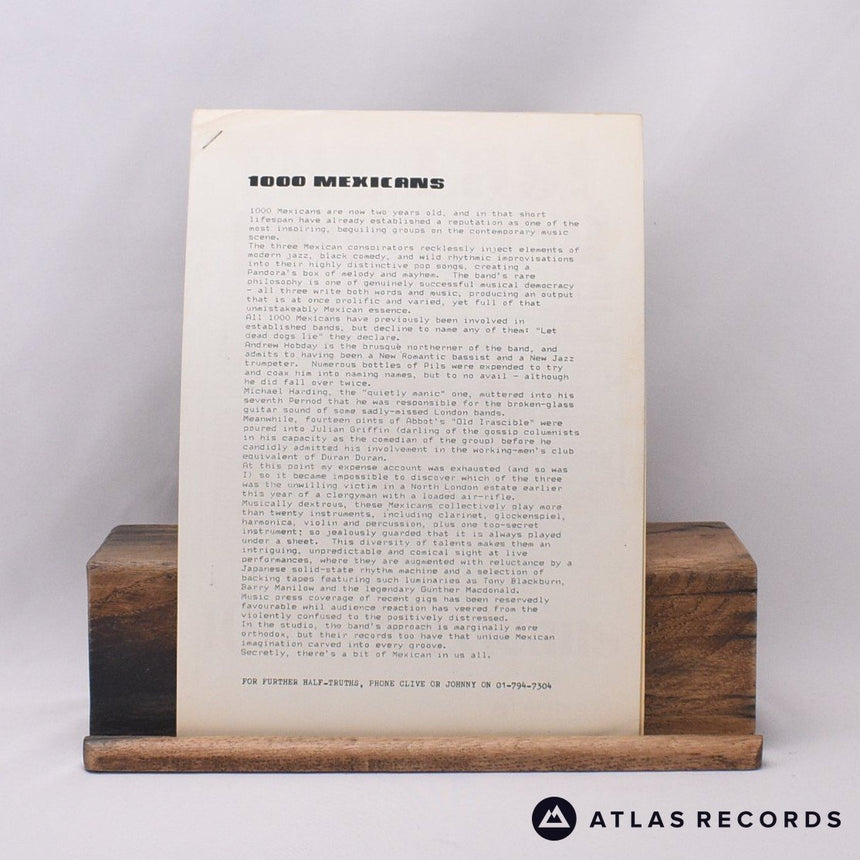 1000 MEXICANS
1000 Mexicans are now two years old, and in that short
lifespan have already established a reputation as one of the
most inspiring, beguiling groups on the contemporary music
scene.
The three Mexican conspirators recklessly inject elements of
modern jazz, black comedy, and wild rhythmic improvisations
into their highly distinctive pop songs, creating a
Pandora's box of melody and mayhem. The band's rare
philosophy is one of genuinely successful musical democracy
- all three write both words and music, producing an output
that is at once prolific and varied, yet full of that
unmistakeably Mexican essence.
All 1000 Mexicans have previously been involved in
established bands, but decline to name any of them: "Let
dead dogs lie" they declare.
Andrew Hobday is the brusque northerner of the band, and
admits to having been a New Romantic bassist and a New Jazz
trumpeter. Numerous bottles of Pils were expended to try
and coax him into naming names, but to no avail - although
he did fall over twice.
Michael Harding, the "quietly manic" one, muttered into his
seventh Pernod that he was responsible for the broken-glass
guitar sound of some sadly-missed London bands.
Meanwhile, fourteen pints of Abbot's "Old Irascible" were
poured into Julian Griffin (darling of the gossip columnists
in his capacity as the comedian of the group) before he
candidly admitted his involvement in the working-men's club
equivalent of Duran Duran.
At this point my expense account was exhausted (and so was
I) so it became impossible to discover which of the three
was the unwilling victim in a North London estate earlier
this year of a clergyman with a loaded air-rifle.
Musically dextrous, these Mexicans collectively play more
than twenty instruments, including clarinet, glockenspiel,
harmonica, violin and percussion, plus one top-secret
instrument; so jealously guarded that it is always played
under a sheet. This diversity of talents makes them an
intriguing, unpredictable and comical sight at live
performances, where they are augmented with reluctance by a
Japanese solid-state rhythm machine and a selection of
backing tapes featuring such luminaries as Tony Blackburn,
Barry Manilow and the legendary Gunther Macdonald.
Music press coverage of recent gigs has been reservedly
favourable whil audience reaction has veered from the
violently confused to the positively distressed.
In the studio, the band's approach is marginally more
orthodox, but their records too have that unique Mexican
imagination carved into every groove.
Secretly, there's a bit of Mexican in us all.
FOR FURTHER HALF-TRUTHS, PHONE CLIVE OR JOHNNY ON 01-794-7304
ATLAS RECORDS